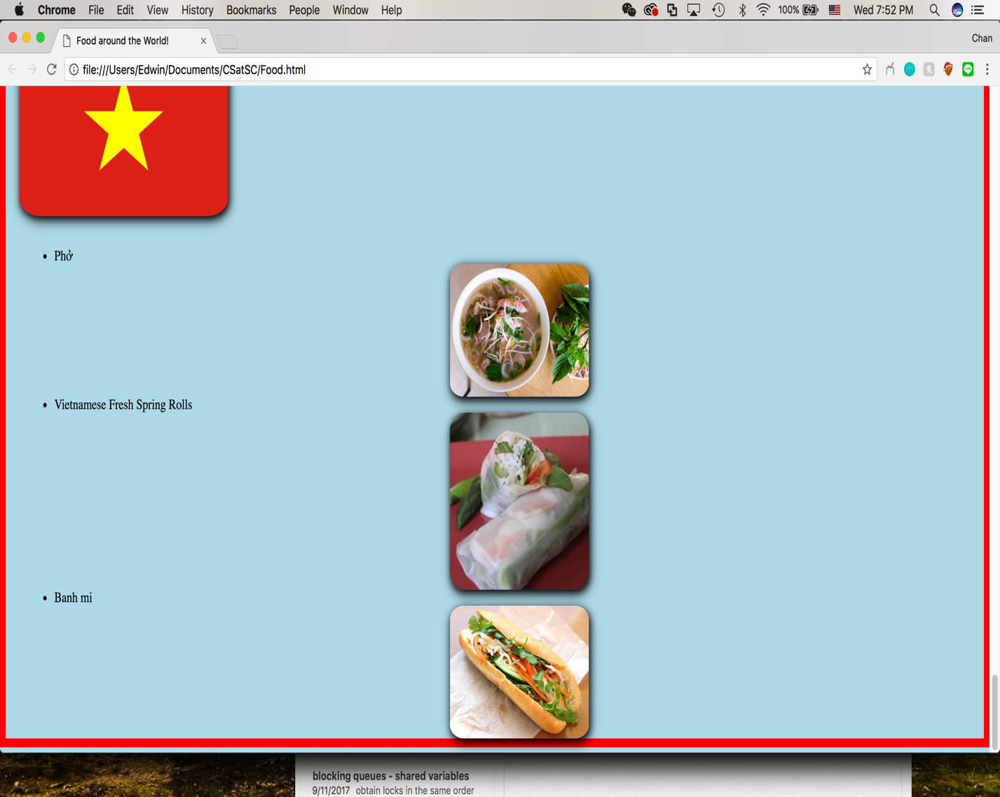 Chrome File Edit View History Bookmarks People Window Help 100% Wed 7:52 PM
Food around the World! Chan
file:///Users/Edwin/Documents/CSatSC/Food.html
Phở
Vietnamese Fresh Spring Rolls
Banh mi
blocking queues - shared variables
9/11/2017 obtain locks in the same order